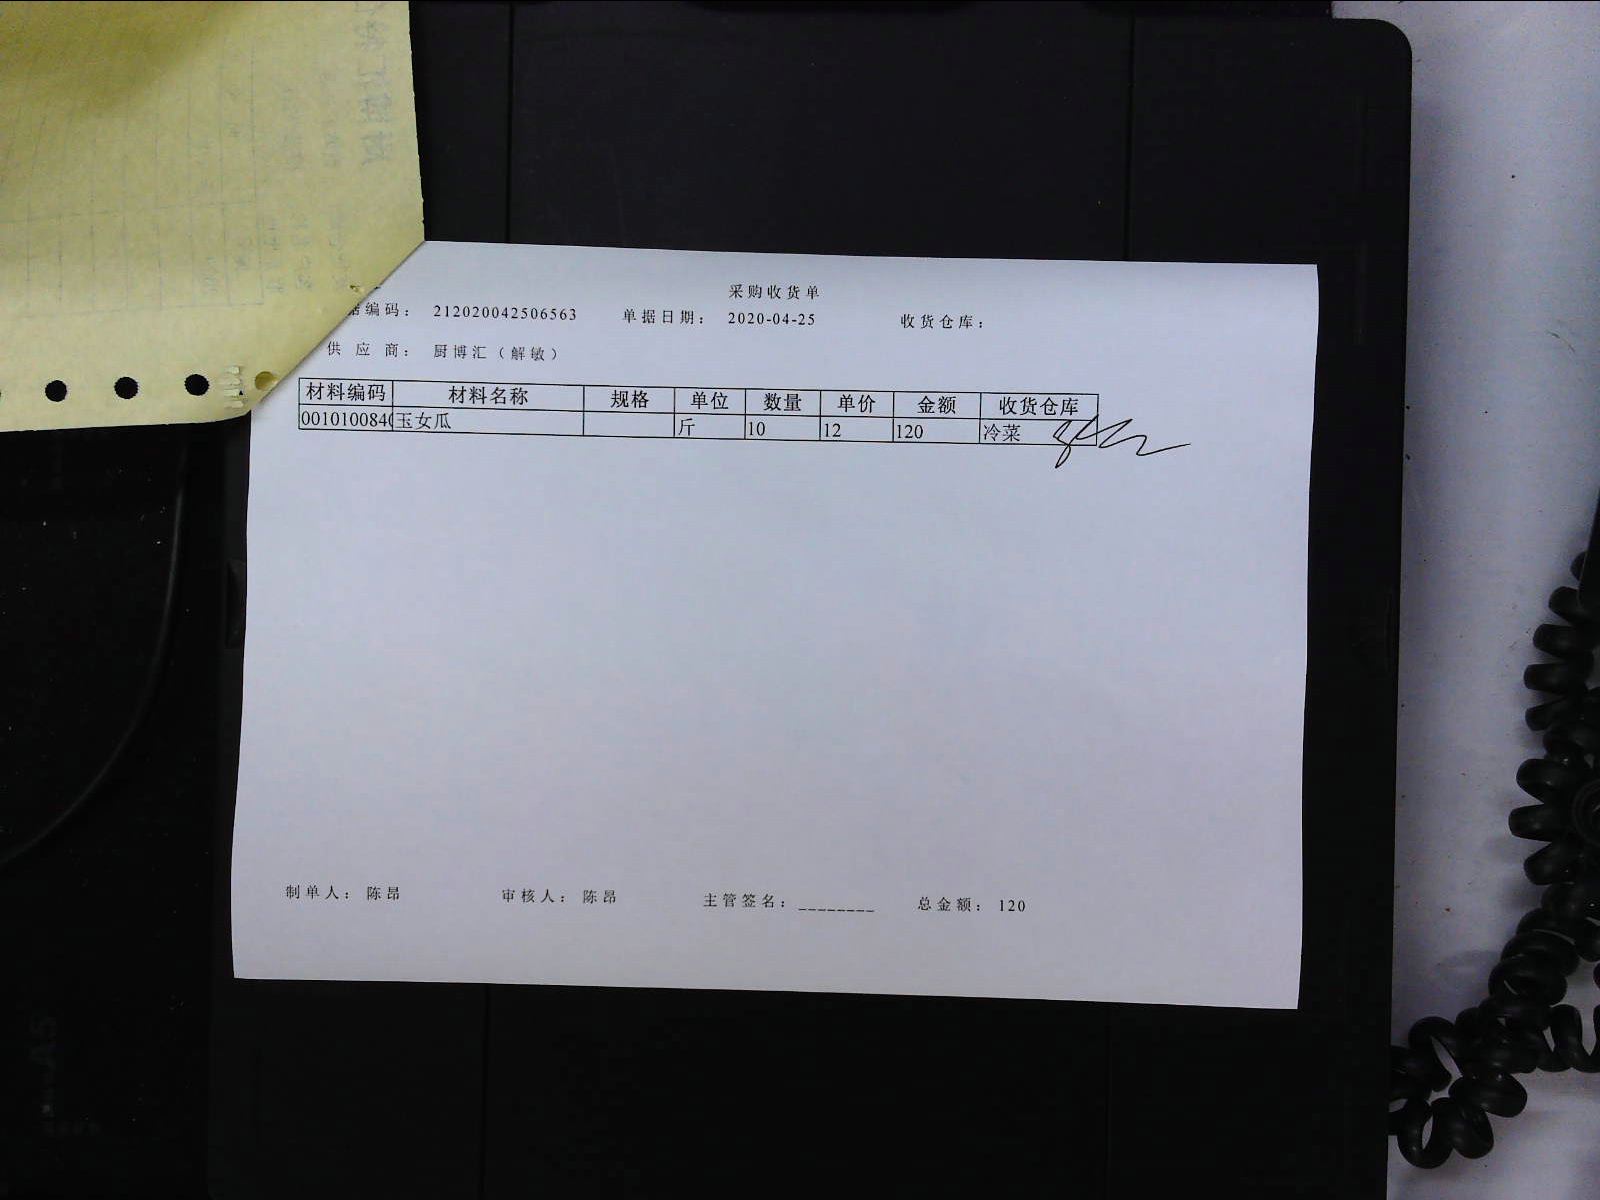 采购收货单
据编码： 212020042506563 单据日期： 2020-04-25 收货仓库：
供 应 商： 厨博汇（解敏）
材料编码 材料名称 规格 单位 数量 单价 金额 收货仓库
0010100840 玉女瓜 斤 10 12 120 冷菜
制单人： 陈昂 审核人： 陈昂 主管签名：________ 总金额： 120